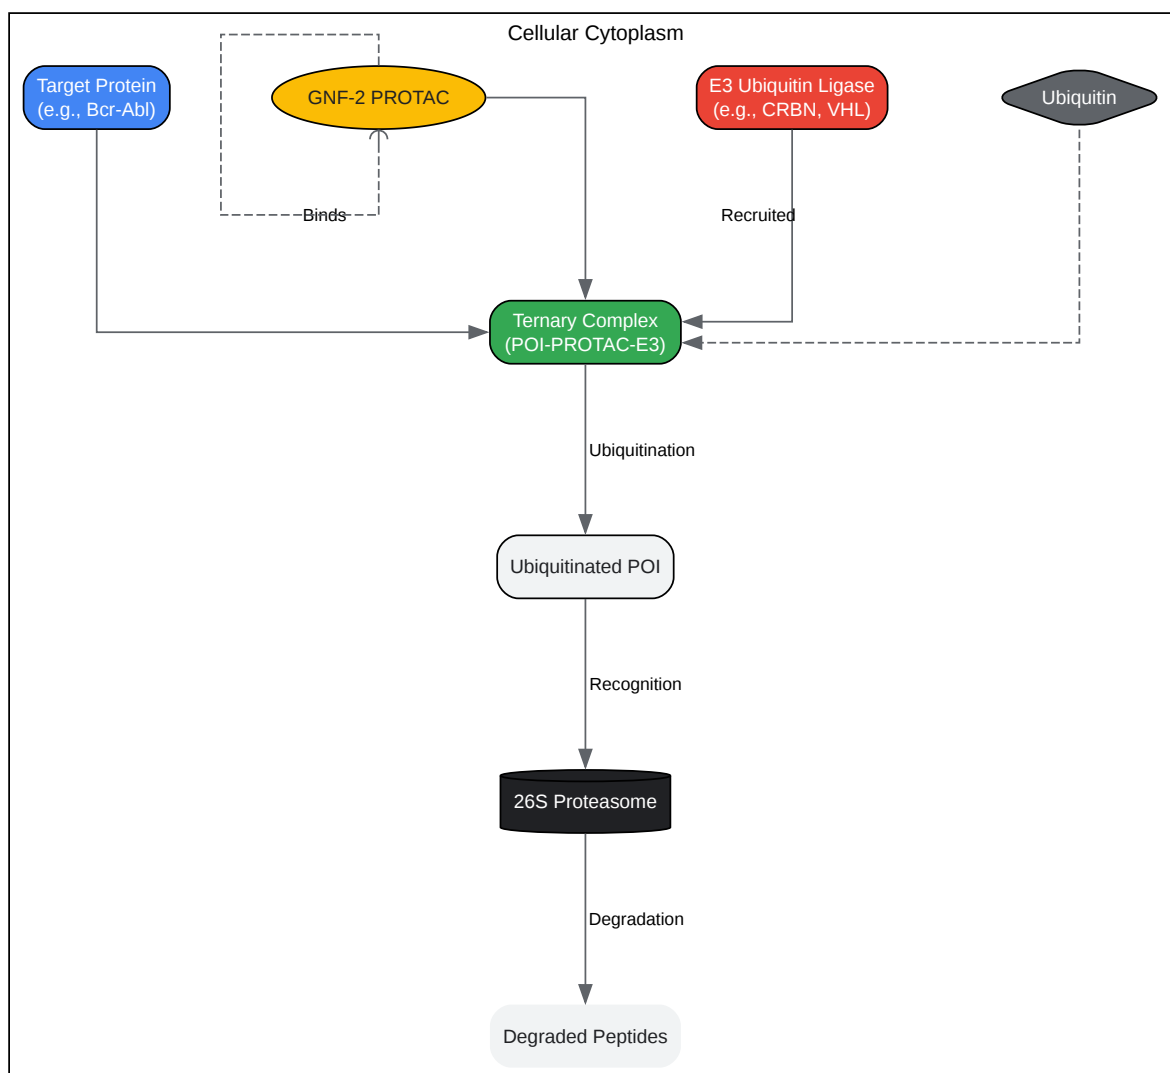 Cellular Cytoplasm
Target Protein
(e.g., Bcr-Abl)
GNF-2 PROTAC
E3 Ubiquitin Ligase
(e.g., CRBN, VHL)
Ubiquitin
Binds
Recruited
Ternary Complex
(POI-PROTAC-E3)
Ubiquitination
Ubiquitinated POI
Recognition
26S Proteasome
Degradation
Degraded Peptides